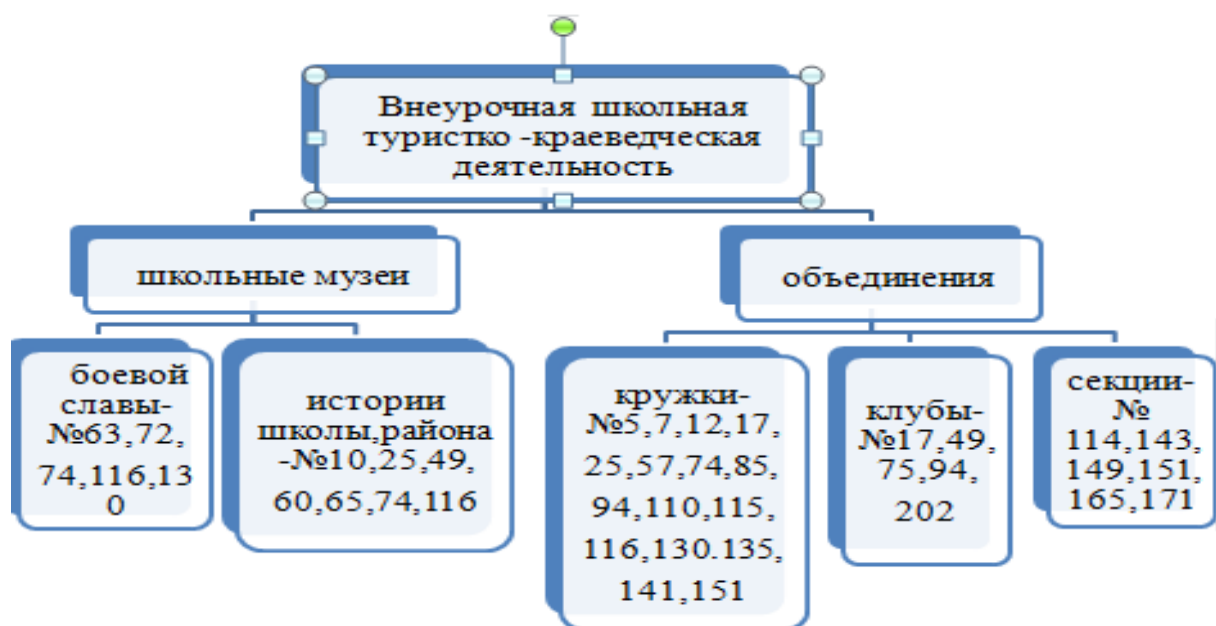 Внеурочная школьная
туристко -краеведческая
деятельность
школьные музеи
объединения
боевой
славы-
№63,72,
74,116,13
0
истории
школы,района
-№10,25,49,
60,65,74,116
кружки-
№5,7,12,17,
25,57,74,85,
94,110,115,
116,130.135,
141,151
клубы-
№17,49,
75,94,
202
секции-
№
114,143,
149,151,
165,171